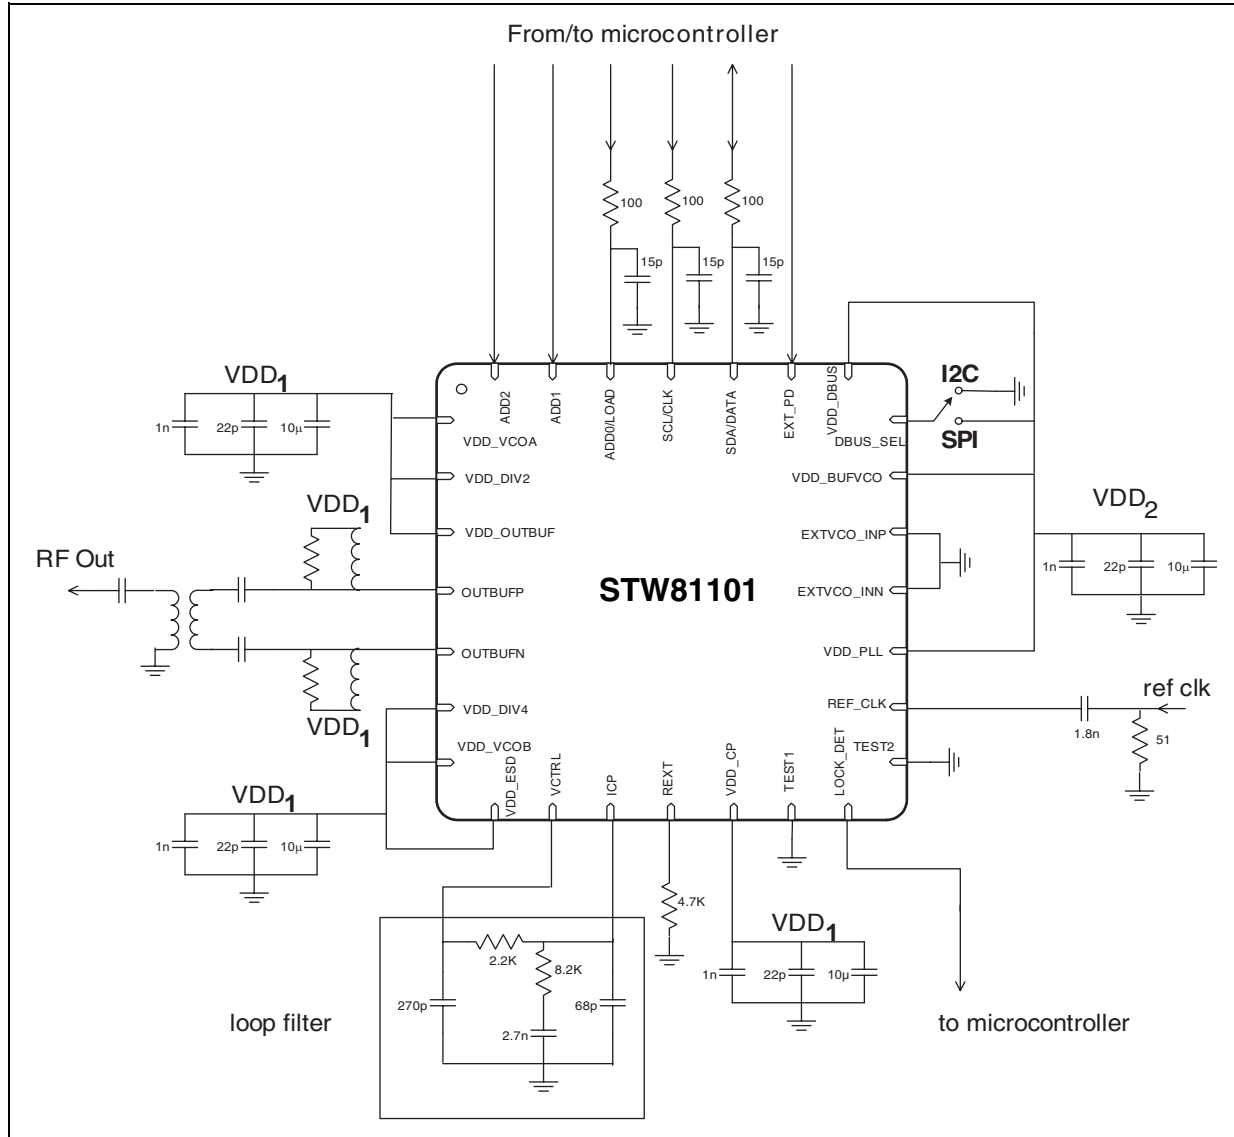 From/to microcontroller
100
100
100
15p
15p
15p
VDD1
1n
22p
10µ
ADD2
ADD1
ADD0/LOAD
SCL/CLK
SDA/DATA
EXT_PD
VDD_DBUS
I2C
SPI
VDD_VCOA
DBUS_SEL
VDD_DIV2
VDD_BUFVCO
VDD2
1n
22p
10µ
VDD1
VDD_OUTBUF
EXTVCO_INP
RF Out
STW81101
OUTBUFP
EXTVCO_INN
OUTBUFN
VDD_PLL
VDD1
VDD_DIV4
REF_CLK
ref clk
1.8n
51
VDD_VCOB
TEST2
VDD1
1n
22p
10µ
VDD_ESD
VCTRL
ICP
REXT
VDD_CP
TEST1
LOCK_DET
4.7K
VDD1
1n
22p
10µ
2.2K
8.2K
270p
68p
2.7n
loop filter
to microcontroller